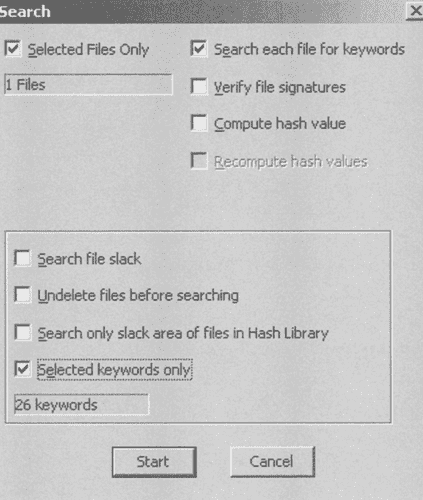 Search
Selected Files Only
Search each file for keywords
1 Files
Verify file signatures
Compute hash value
Recompute hash values
Search file slack
Undelete files before searching
Search only slack area of files in Hash Library
Selected keywords only
26 keywords
Start
Cancel